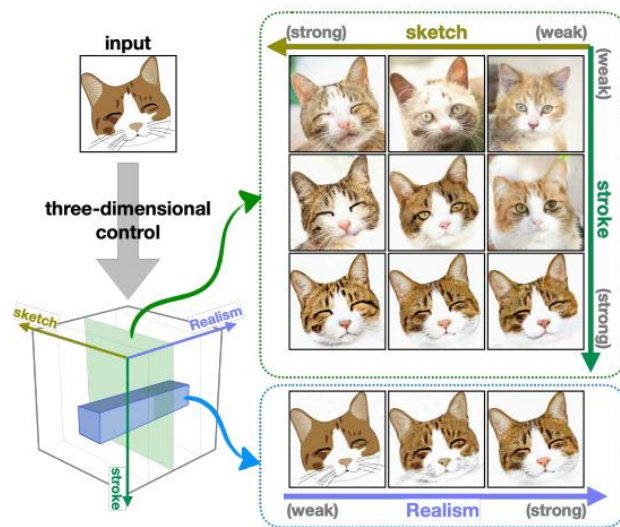 input
three-dimensional
control
sketch
Realism
stroke
(strong) sketch (weak)
(weak)
stroke
(strong)
(weak) Realism (strong)